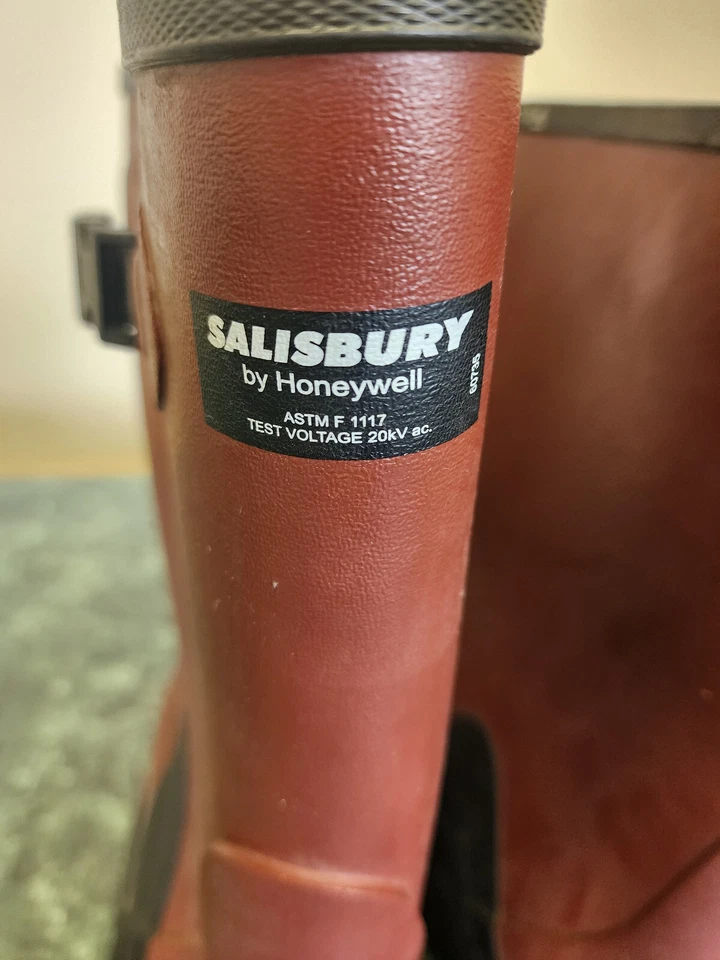 SALISBURY
by Honeywell
ASTM F 1117
TEST VOLTAGE 20kV ac.
60735